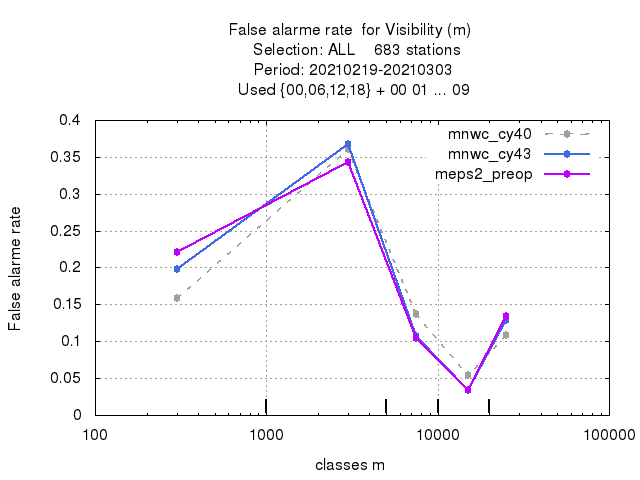 False alarme rate  for Visibility (m)
Selection: ALL    683 stations
Period: 20210219-20210303
Used {00,06,12,18} + 00 01 ... 09
0.4
0.35
0.3
0.25
0.2
0.15
0.1
0.05
0
False alarme rate
mnwc_cy40
mnwc_cy43
meps2_preop
100 1000 10000 100000
classes m